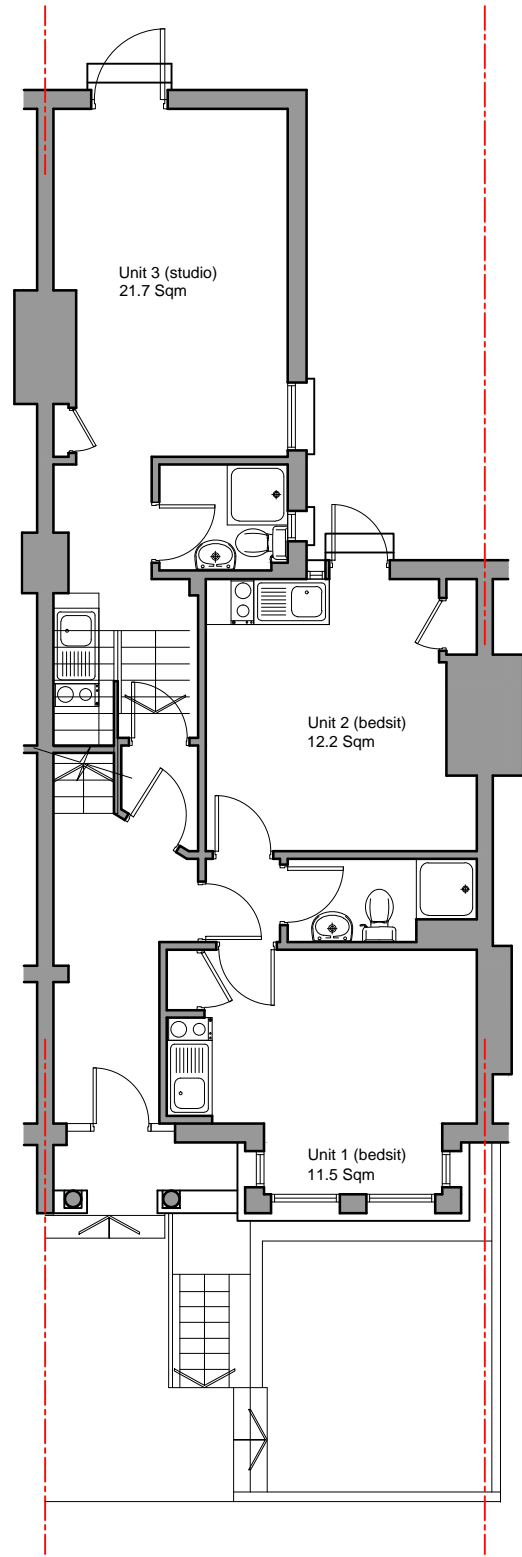 Unit 3 (studio)
21.7 Sqm
Unit 2 (bedsit)
12.2 Sqm
Unit 1 (bedsit)
11.5 Sqm